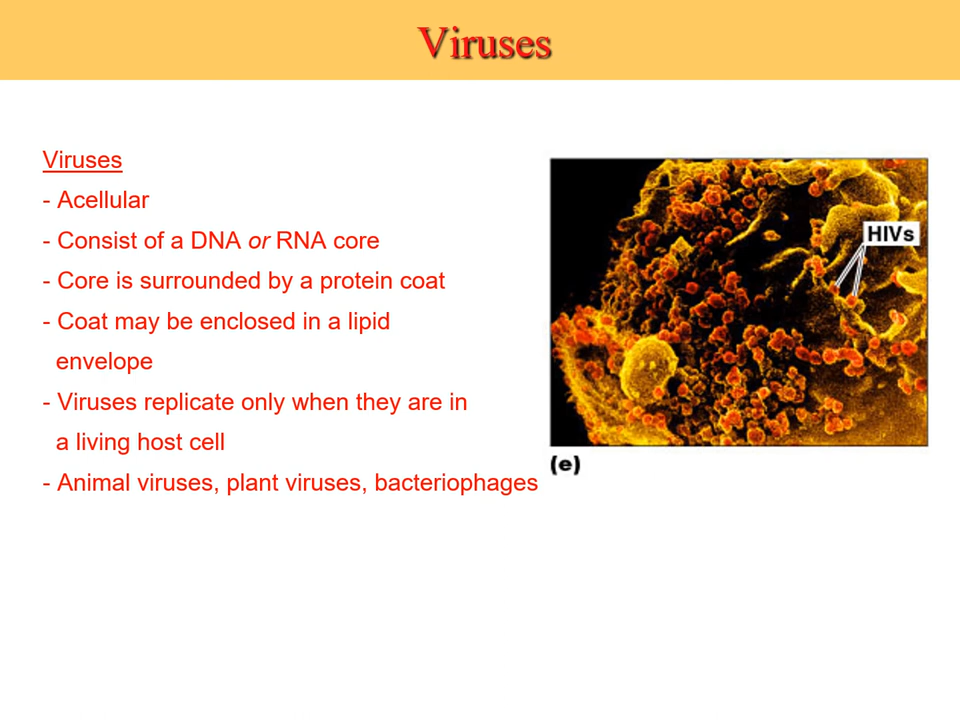 Viruses
Viruses
- Acellular
- Consist of a DNA or RNA core
- Core is surrounded by a protein coat
- Coat may be enclosed in a lipid
envelope
- Viruses replicate only when they are in
a living host cell
- Animal viruses, plant viruses, bacteriophages
HIVs
(e)